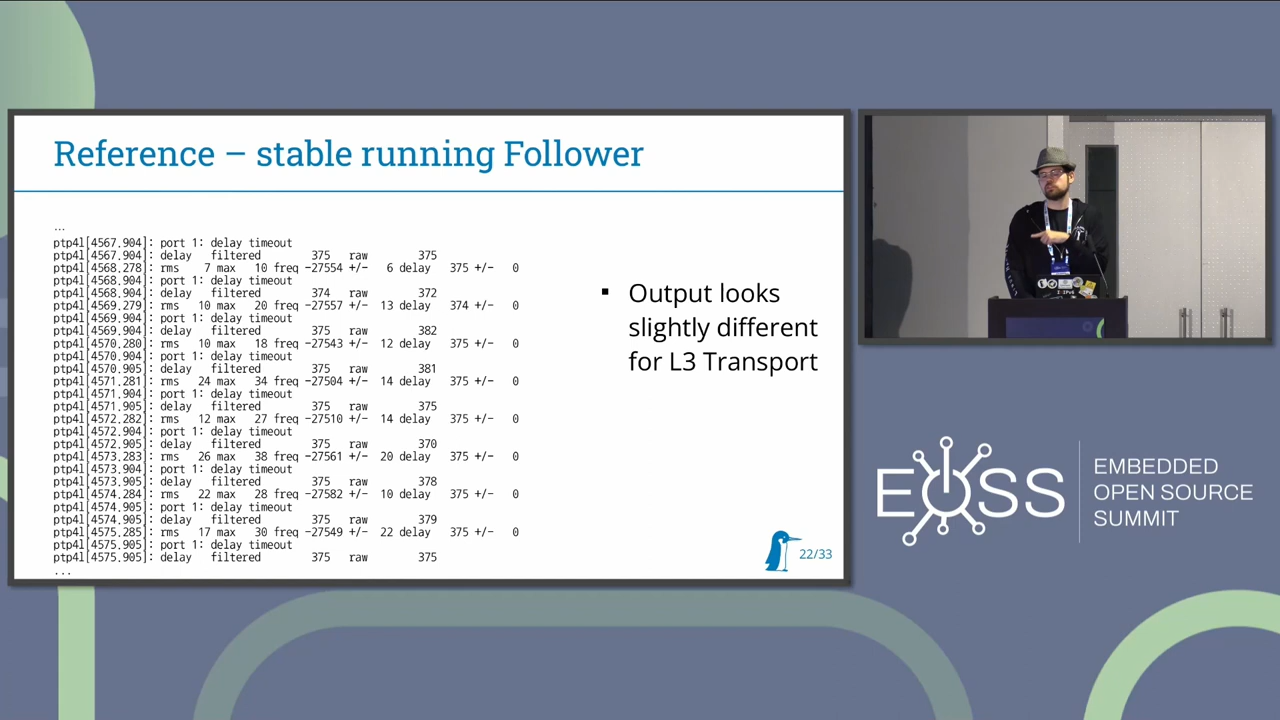 Reference – stable running Follower
...
ptp4l[4567.904]: port 1: delay timeout
ptp4l[4567.904]: delay   filtered        375   raw        375
ptp4l[4568.278]: rms    7 max   10 freq -27554 +/-   6 delay   375 +/-   0
ptp4l[4568.904]: port 1: delay timeout
ptp4l[4568.904]: delay   filtered        374   raw        372
ptp4l[4569.279]: rms   10 max   20 freq -27557 +/-  13 delay   374 +/-   0
ptp4l[4569.904]: port 1: delay timeout
ptp4l[4569.904]: delay   filtered        375   raw        382
ptp4l[4570.280]: rms   10 max   18 freq -27543 +/-  12 delay   375 +/-   0
ptp4l[4570.904]: port 1: delay timeout
ptp4l[4570.905]: delay   filtered        375   raw        381
ptp4l[4571.281]: rms   24 max   34 freq -27504 +/-  14 delay   375 +/-   0
ptp4l[4571.904]: port 1: delay timeout
ptp4l[4571.905]: delay   filtered        375   raw        375
ptp4l[4572.282]: rms   12 max   27 freq -27510 +/-  14 delay   375 +/-   0
ptp4l[4572.904]: port 1: delay timeout
ptp4l[4572.905]: delay   filtered        375   raw        370
ptp4l[4573.283]: rms   26 max   38 freq -27561 +/-  20 delay   375 +/-   0
ptp4l[4573.904]: port 1: delay timeout
ptp4l[4573.905]: delay   filtered        375   raw        378
ptp4l[4574.284]: rms   22 max   28 freq -27582 +/-  10 delay   375 +/-   0
ptp4l[4574.905]: port 1: delay timeout
ptp4l[4574.905]: delay   filtered        375   raw        379
ptp4l[4575.285]: rms   17 max   30 freq -27549 +/-  22 delay   375 +/-   0
ptp4l[4575.905]: port 1: delay timeout
ptp4l[4575.905]: delay   filtered        375   raw        375
...
▪ Output looks
slightly different
for L3 Transport
22/33
EOSS
EMBEDDED
OPEN SOURCE
SUMMIT